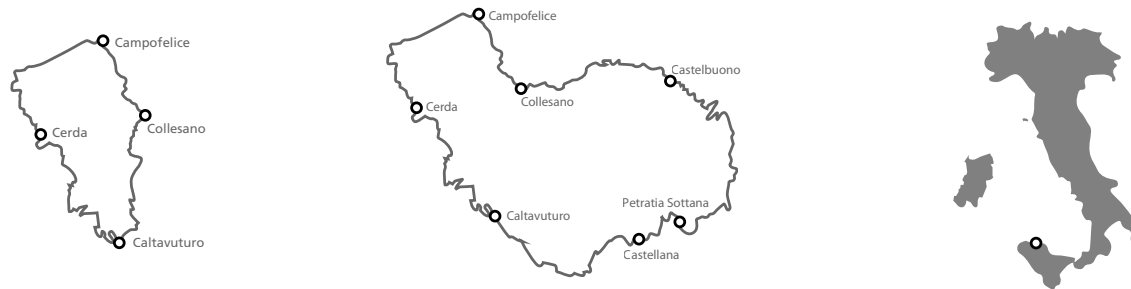 Campofelice
Cerda
Collesano
Caltavuturo
Campofelice
Castelbuono
Collesano
Cerda
Petratia Sottana
Caltavuturo
Castellana